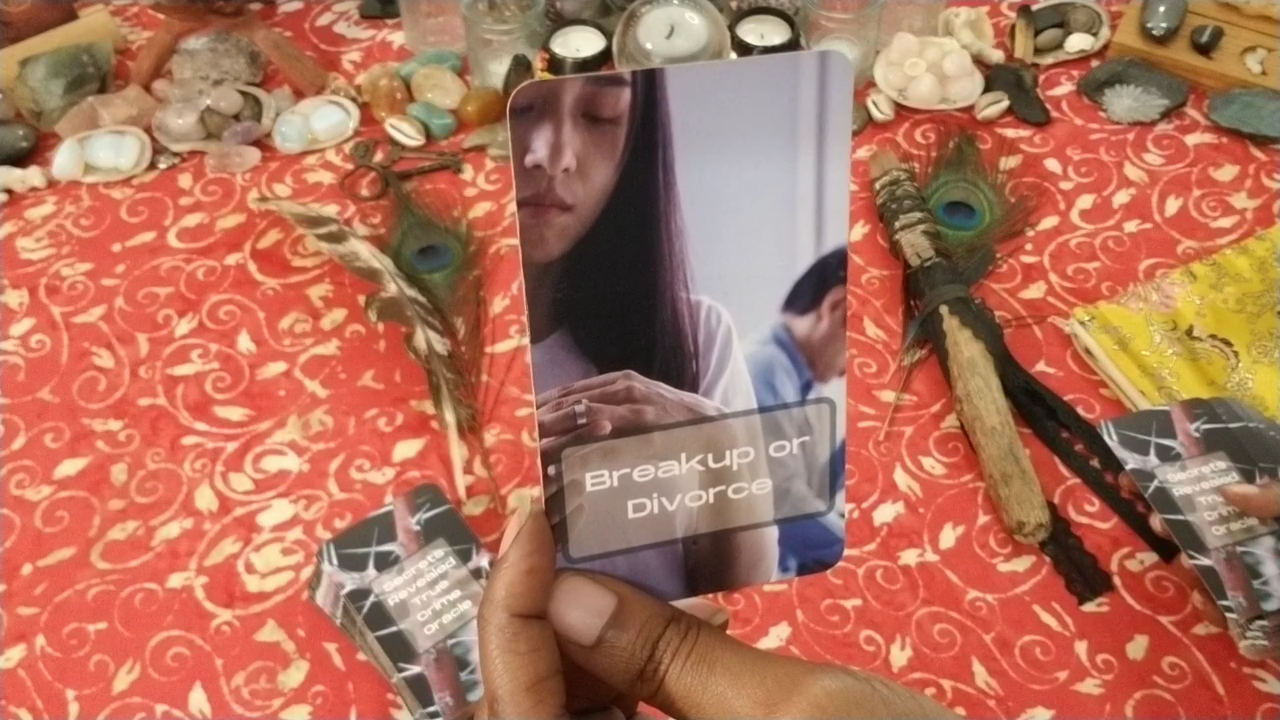 Breakup or
Divorce
Secrets
Revealed
True
Crime
Oracle
Secrets
Revealed
True
Crime
Oracle